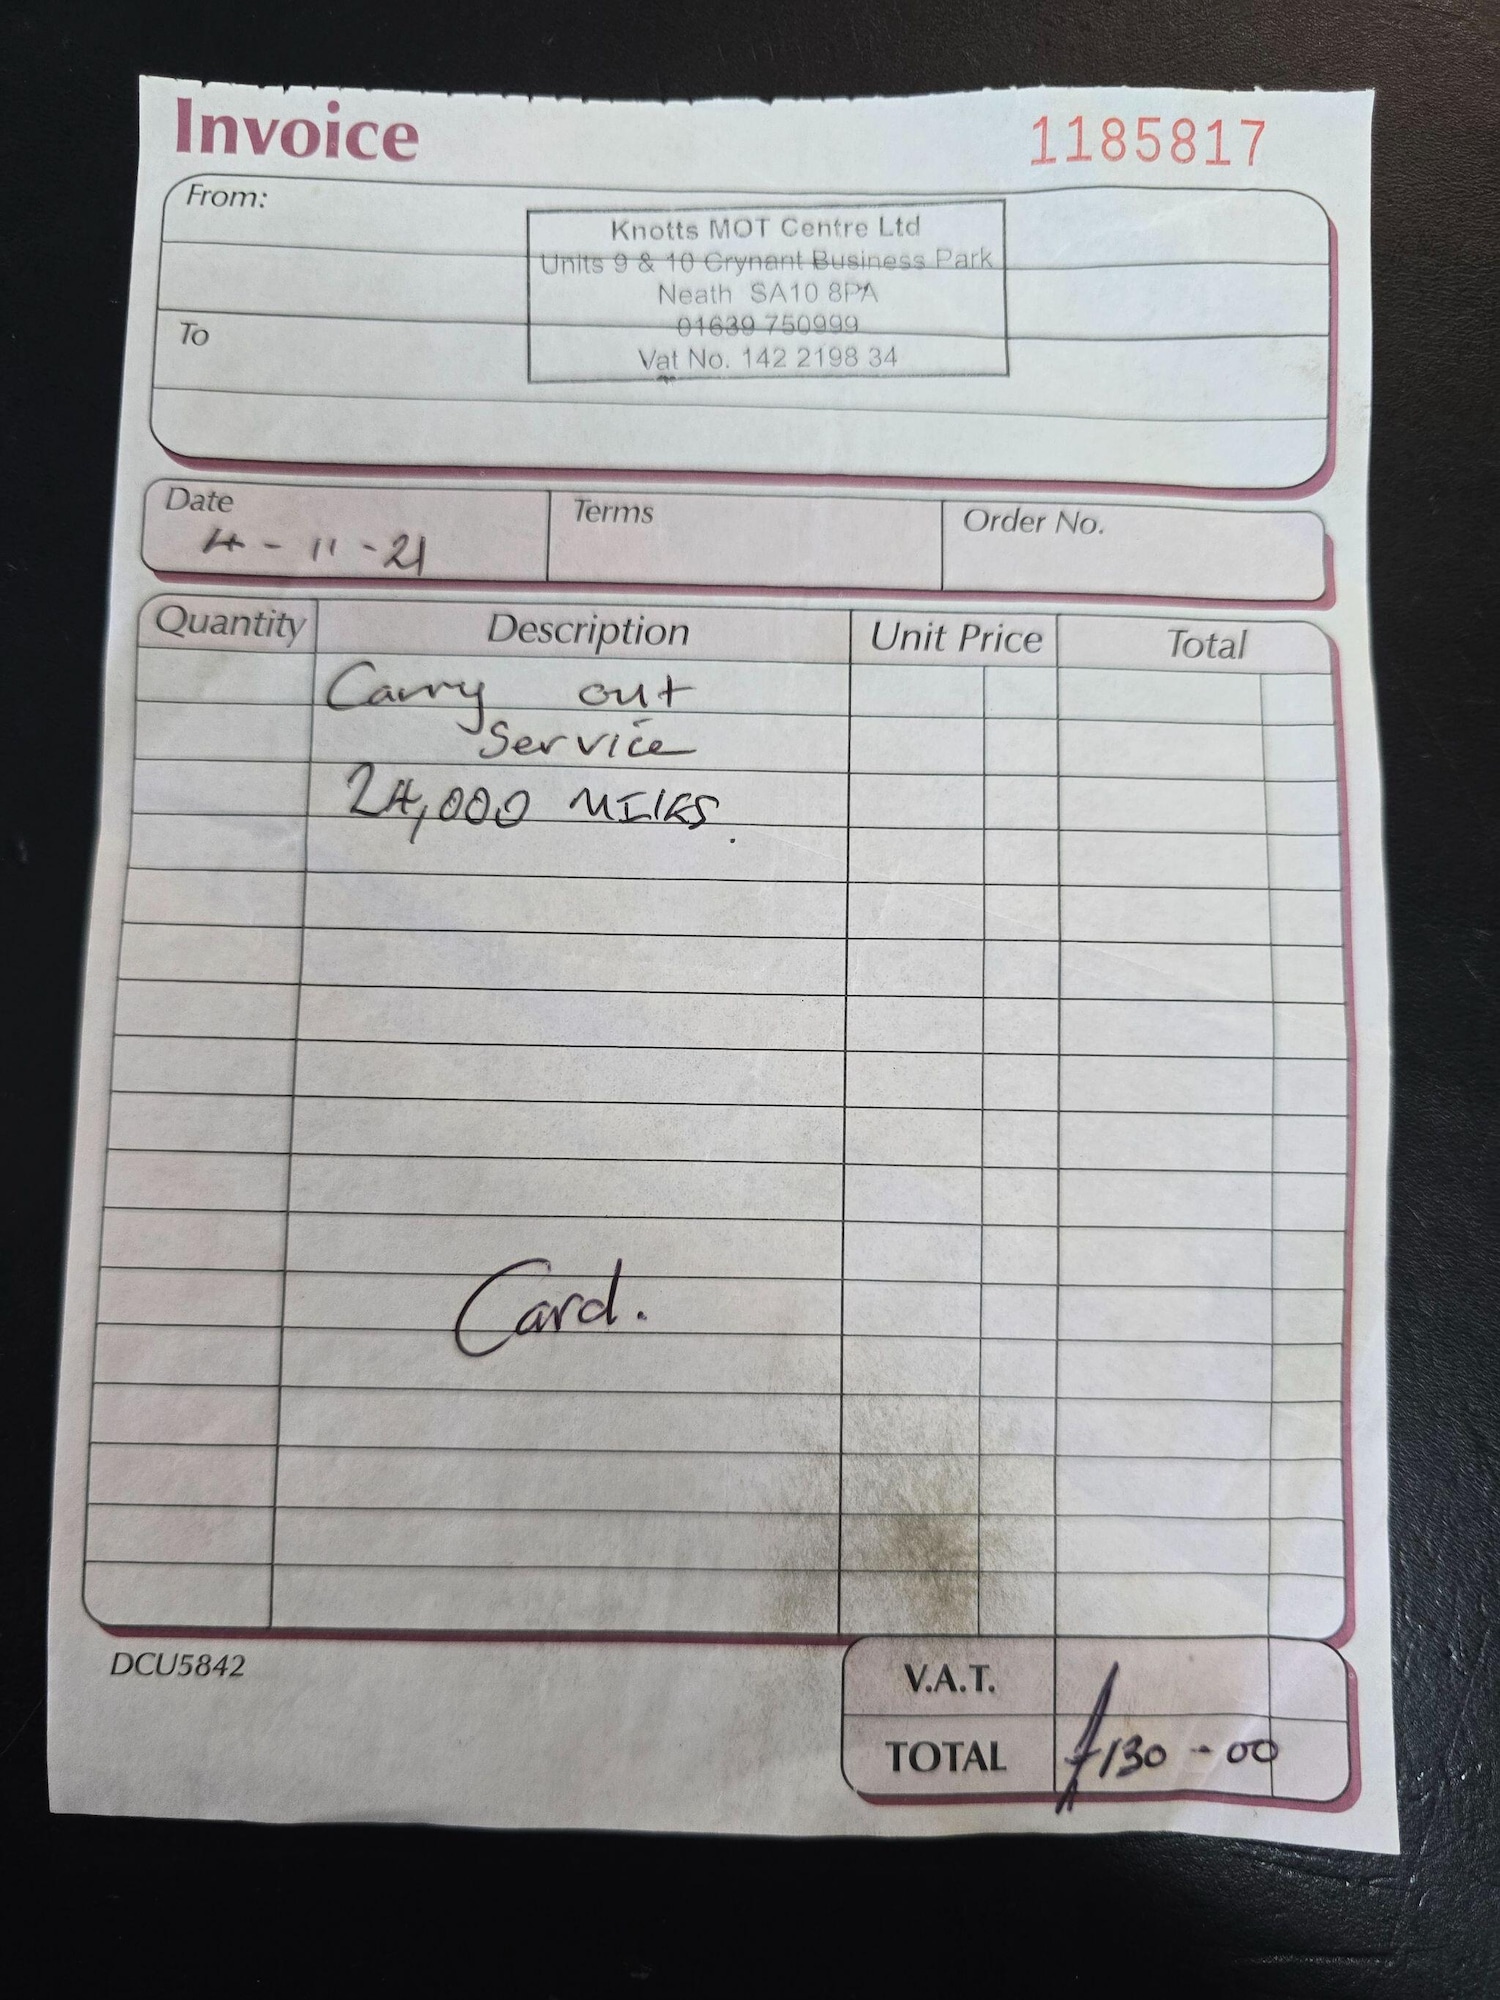 Invoice
1185817
From:
Knotts MOT Centre Ltd
Units 9 & 10 Crynant Business Park
Neath SA10 8PA
01639 750999
Vat No. 142 2198 34
To
Date
Terms
Order No.
4 - 11 - 21
Quantity Description Unit Price Total
Carry out
Service
24,000 MILES.
Card.
DCU5842
V.A.T.
TOTAL £130 - 00